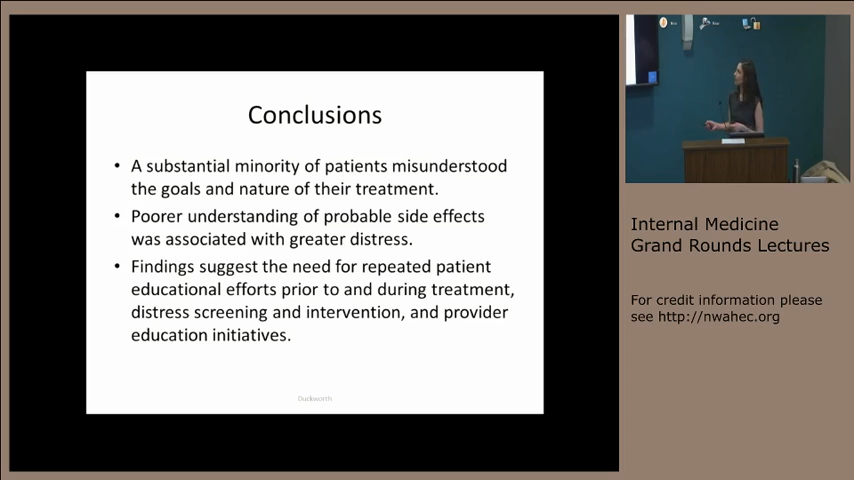 Conclusions
• A substantial minority of patients misunderstood
the goals and nature of their treatment.
• Poorer understanding of probable side effects
was associated with greater distress.
• Findings suggest the need for repeated patient
educational efforts prior to and during treatment,
distress screening and intervention, and provider
education initiatives.
Duckworth
Internal Medicine
Grand Rounds Lectures
For credit information please
see http://nwahec.org